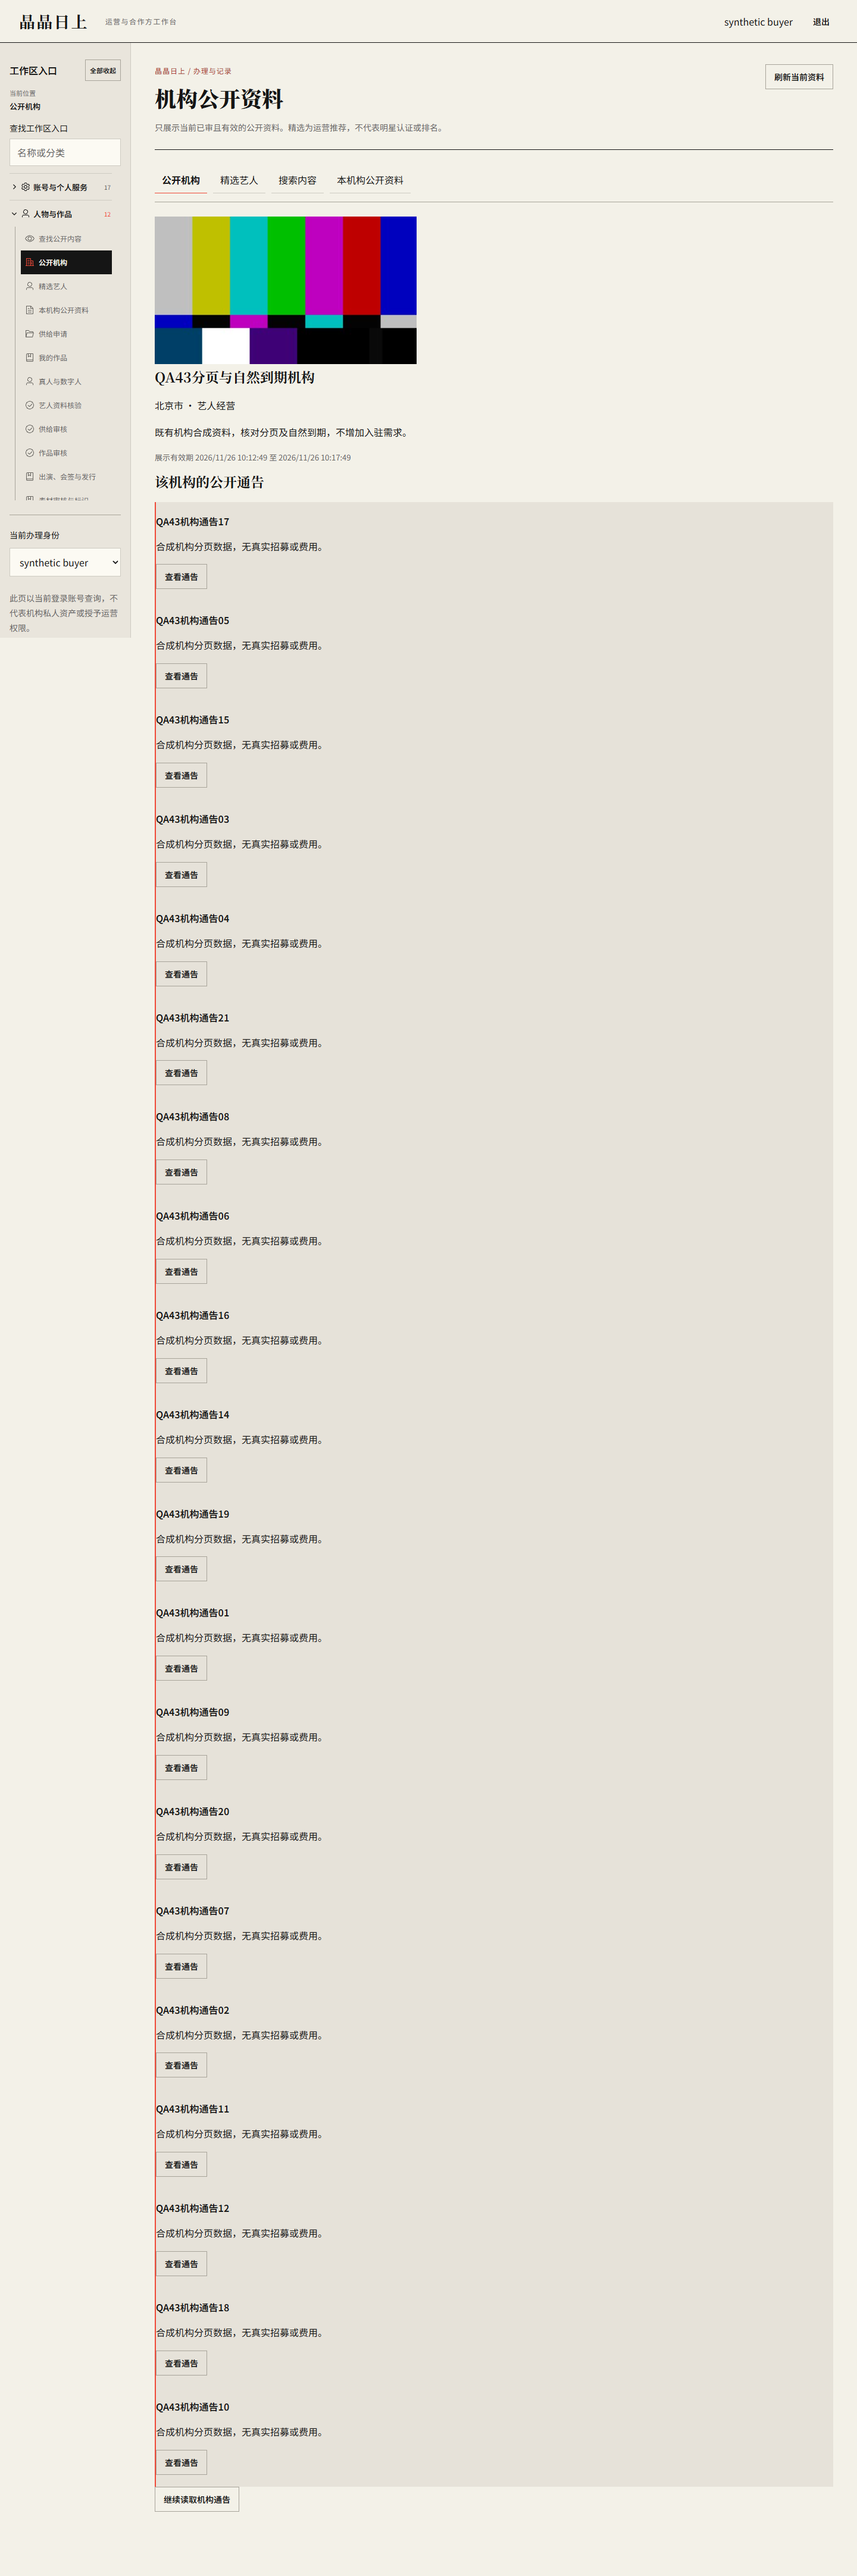 晶晶日上
运营与合作方工作台
synthetic buyer
退出
工作区入口
全部收起
当前位置
公开机构
查找工作区入口
名称或分类
账号与个人服务
17
人物与作品
12
查找公开内容
公开机构
精选艺人
本机构公开资料
供给申请
我的作品
真人与数字人
艺人资料核验
供给审核
作品审核
出演、会签与发行
当前办理身份
synthetic buyer
此页以当前登录账号查询，不
代表机构私人资产或授予运营
权限。
晶晶日上 / 办理与记录
机构公开资料
只展示当前已审且有效的公开资料。精选为运营推荐，不代表明星认证或排名。
刷新当前资料
公开机构
精选艺人
搜索内容
本机构公开资料
QA43分页与自然到期机构
北京市 · 艺人经营
既有机构合成资料，核对分页及自然到期，不增加入驻需求。
展示有效期 2026/11/26 10:12:49 至 2026/11/26 10:17:49
该机构的公开通告
QA43机构通告17
合成机构分页数据，无真实招募或费用。
查看通告
QA43机构通告05
合成机构分页数据，无真实招募或费用。
查看通告
QA43机构通告15
合成机构分页数据，无真实招募或费用。
查看通告
QA43机构通告03
合成机构分页数据，无真实招募或费用。
查看通告
QA43机构通告04
合成机构分页数据，无真实招募或费用。
查看通告
QA43机构通告21
合成机构分页数据，无真实招募或费用。
查看通告
QA43机构通告08
合成机构分页数据，无真实招募或费用。
查看通告
QA43机构通告06
合成机构分页数据，无真实招募或费用。
查看通告
QA43机构通告16
合成机构分页数据，无真实招募或费用。
查看通告
QA43机构通告14
合成机构分页数据，无真实招募或费用。
查看通告
QA43机构通告19
合成机构分页数据，无真实招募或费用。
查看通告
QA43机构通告01
合成机构分页数据，无真实招募或费用。
查看通告
QA43机构通告09
合成机构分页数据，无真实招募或费用。
查看通告
QA43机构通告20
合成机构分页数据，无真实招募或费用。
查看通告
QA43机构通告07
合成机构分页数据，无真实招募或费用。
查看通告
QA43机构通告02
合成机构分页数据，无真实招募或费用。
查看通告
QA43机构通告11
合成机构分页数据，无真实招募或费用。
查看通告
QA43机构通告12
合成机构分页数据，无真实招募或费用。
查看通告
QA43机构通告18
合成机构分页数据，无真实招募或费用。
查看通告
QA43机构通告10
合成机构分页数据，无真实招募或费用。
查看通告
继续读取机构通告